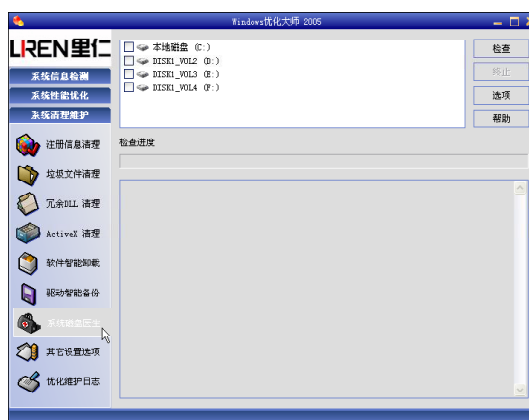 Windows优化大师 2005
LIREN里仁
系统信息检测
系统性能优化
系统清理维护
注册信息清理
垃圾文件清理
冗余DLL 清理
ActiveX 清理
软件智能卸载
驱动智能备份
系统磁盘医生
其它设置选项
优化维护日志
本地磁盘 (C:)
DISK1_VOL2 (D:)
DISK1_VOL3 (E:)
DISK1_VOL4 (F:)
检查
终止
选项
帮助
检查进度